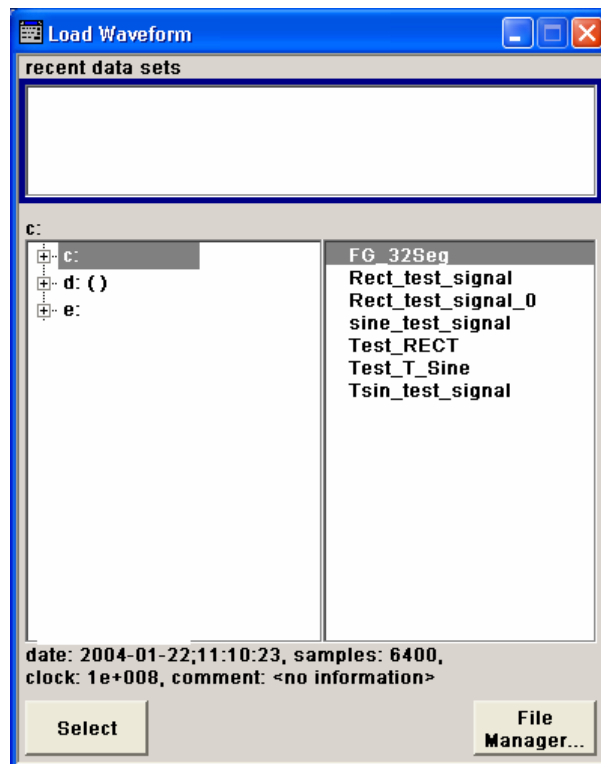 Load Waveform
recent data sets
c:
c:
d: ( )
e:
FG_32Seg
Rect_test_signal
Rect_test_signal_0
sine_test_signal
Test_RECT
Test_T_Sine
Tsin_test_signal
date: 2004-01-22;11:10:23, samples: 6400,
clock: 1e+008, comment: <no information>
Select
File
Manager...